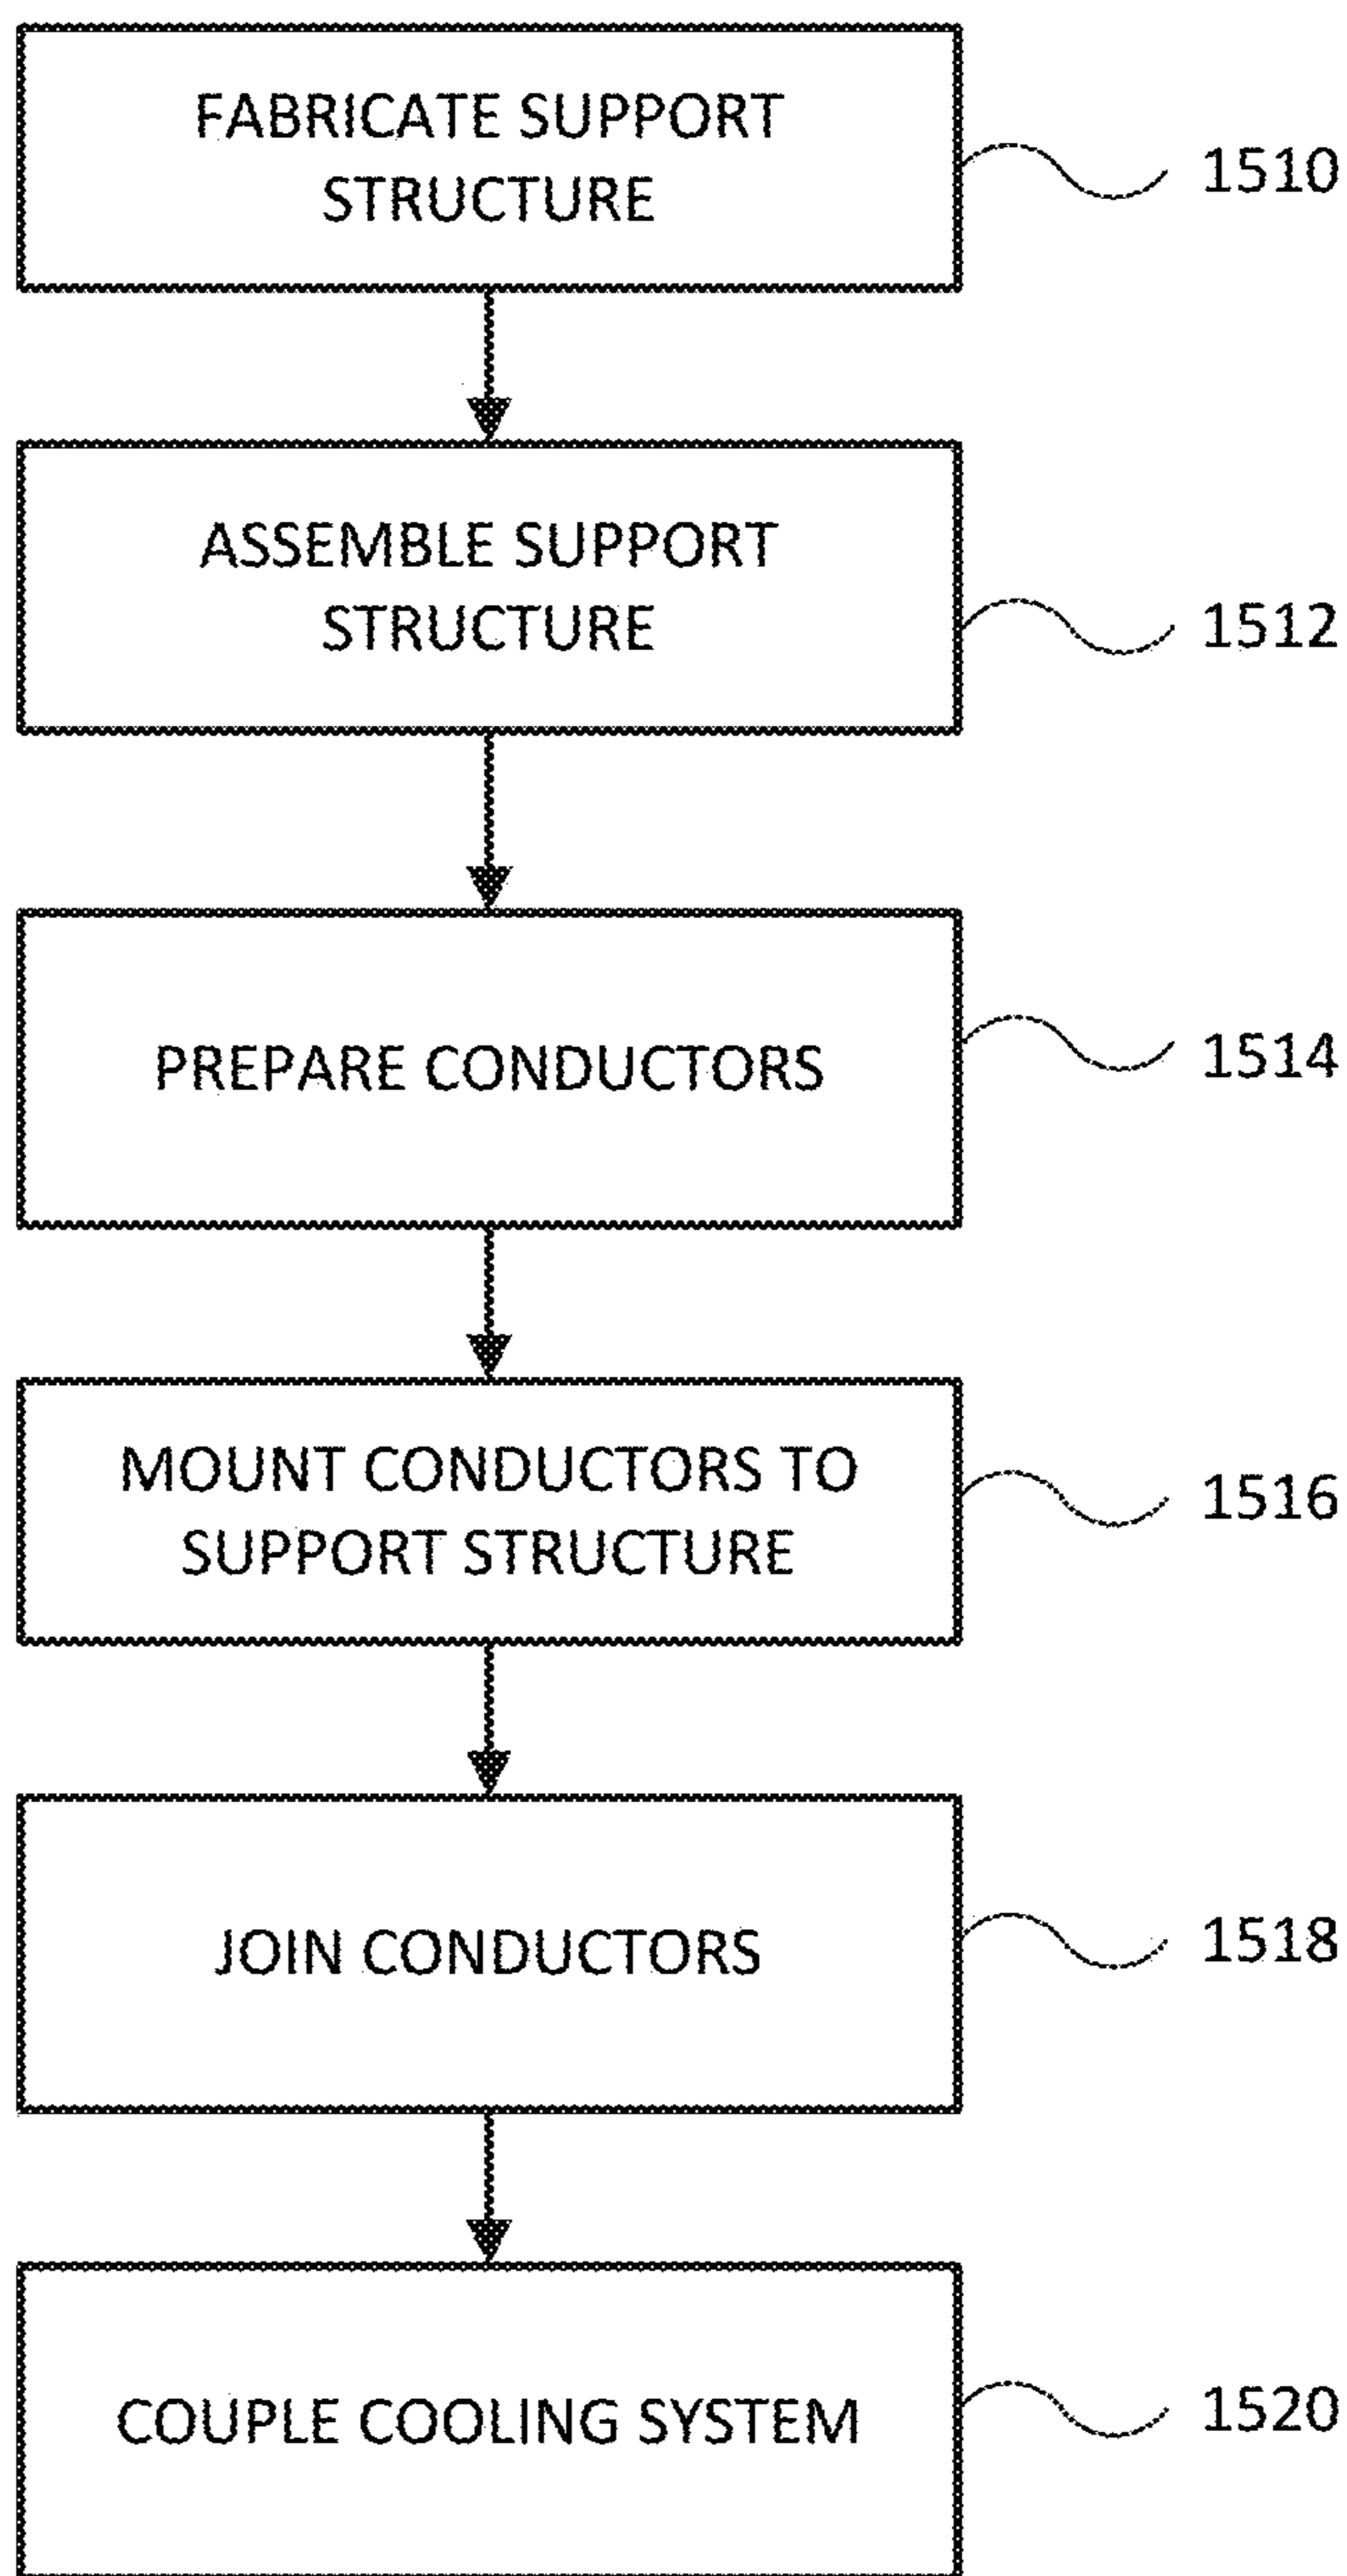 FABRICATE SUPPORT
STRUCTURE
1510
ASSEMBLE SUPPORT
STRUCTURE
1512
PREPARE CONDUCTORS
1514
MOUNT CONDUCTORS TO
SUPPORT STRUCTURE
1516
JOIN CONDUCTORS
1518
COUPLE COOLING SYSTEM
1520